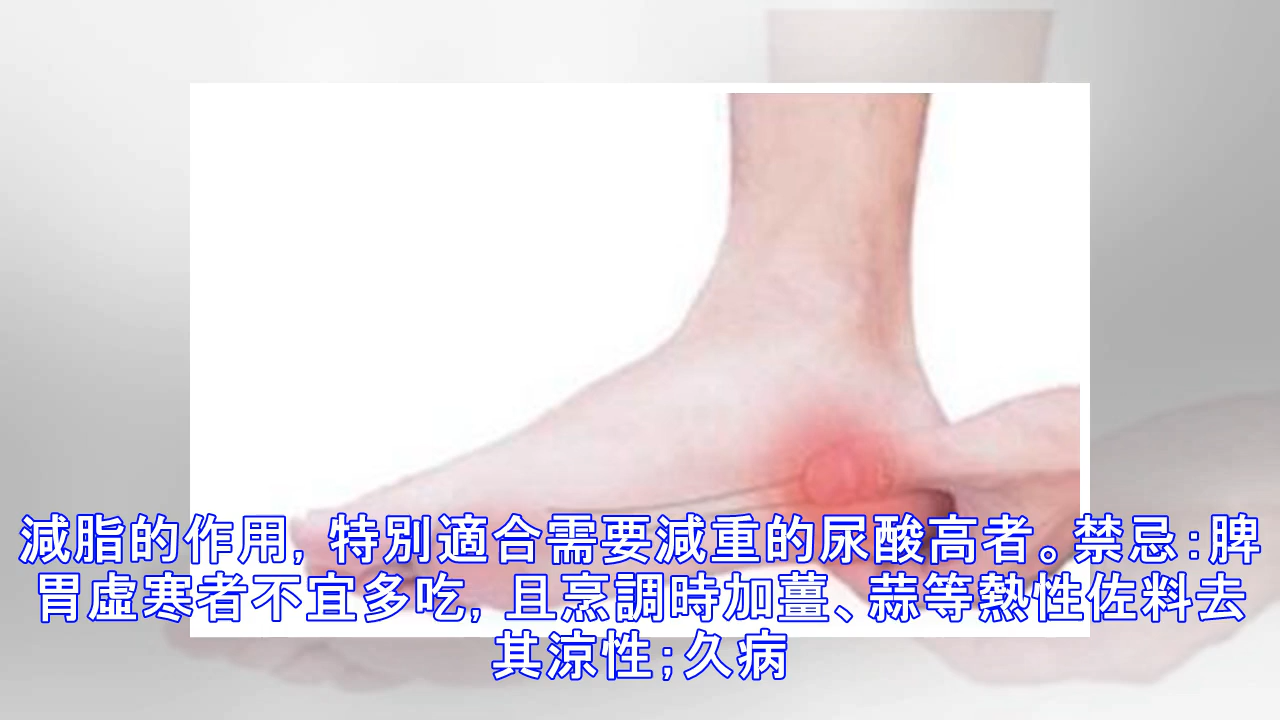 減脂的作用, 特別適合需要減重的尿酸高者。禁忌:脾
胃虛寒者不宜多吃, 且烹調時加薑、蒜等熱性佐料去
其涼性;久病